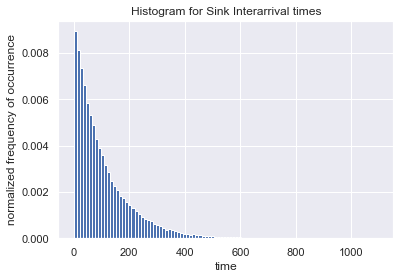 Histogram for Sink Interarrival times
normalized frequency of occurrence
0.008
0.006
0.004
0.002
0.000
0 200 400 600 800 1000
time